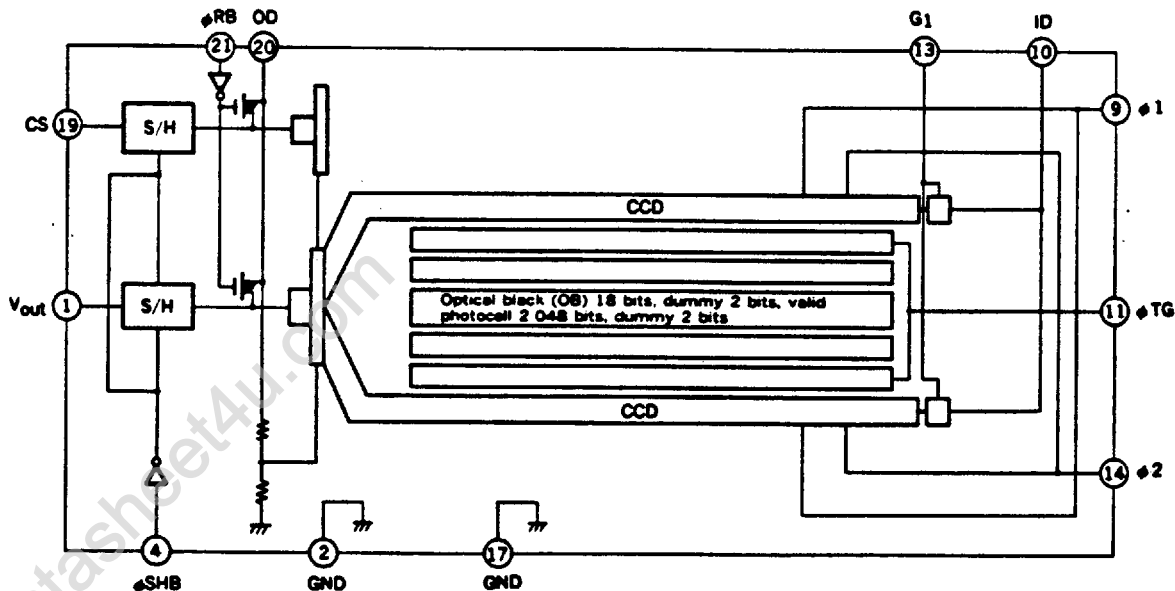 φRB OD G1 ID
21 20 13 10
9 φ1
CS 19 S/H
CCD
Vout 1 S/H
Optical black (OB) 18 bits, dummy 2 bits, valid
photocell 2 048 bits, dummy 2 bits
11 φTG
CCD
14 φ2
4 2 17
φSHB GND GND
tasheet4u.com